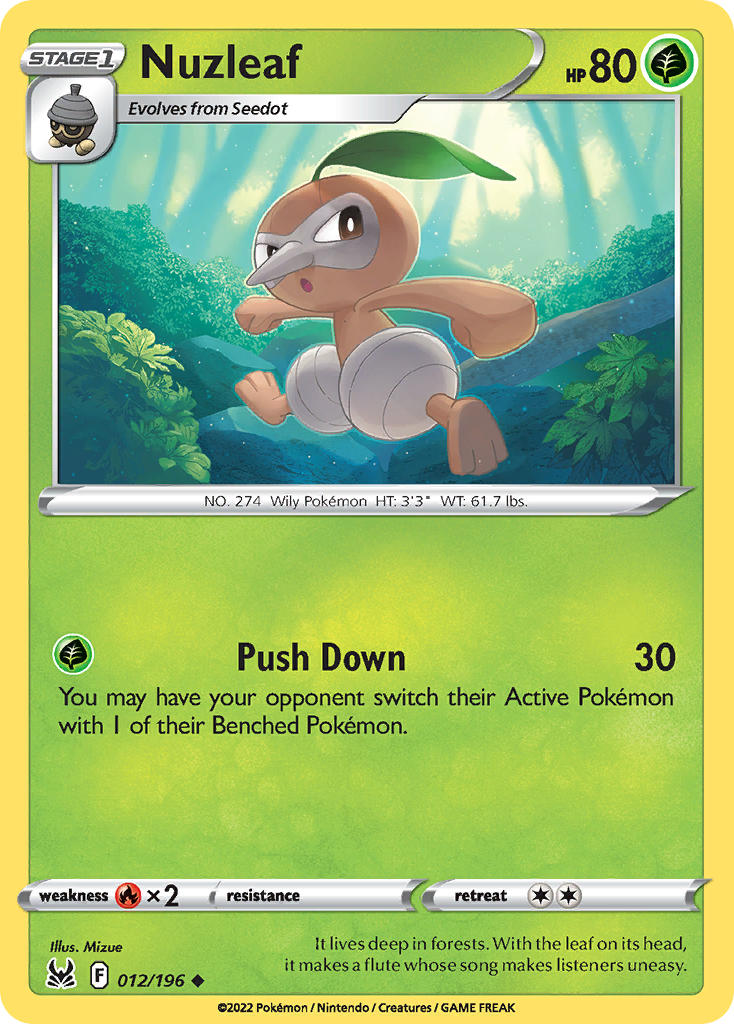 STAGE1
Nuzleaf
HP80
Evolves from Seedot
NO. 274 Wily Pokémon HT: 3'3" WT: 61.7 lbs.
Push Down 30
You may have your opponent switch their Active Pokémon
with 1 of their Benched Pokémon.
weakness ×2 resistance retreat
Illus. Mizue
It lives deep in forests. With the leaf on its head,
it makes a flute whose song makes listeners uneasy.
F 012/196
©2022 Pokémon / Nintendo / Creatures / GAME FREAK